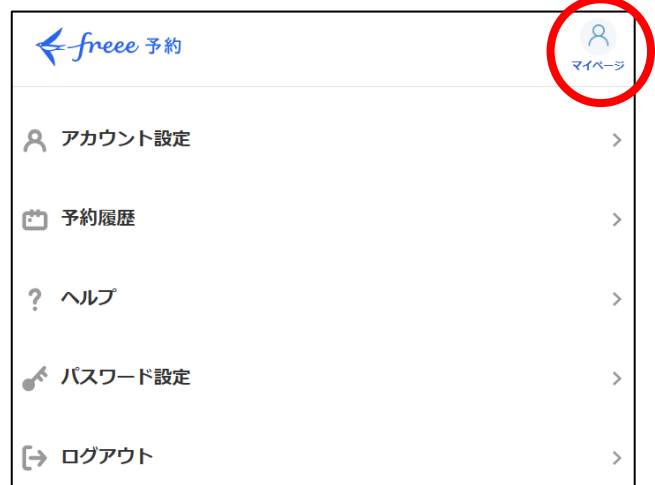 freee 予約
マイページ
アカウント設定
予約履歴
ヘルプ
パスワード設定
ログアウト